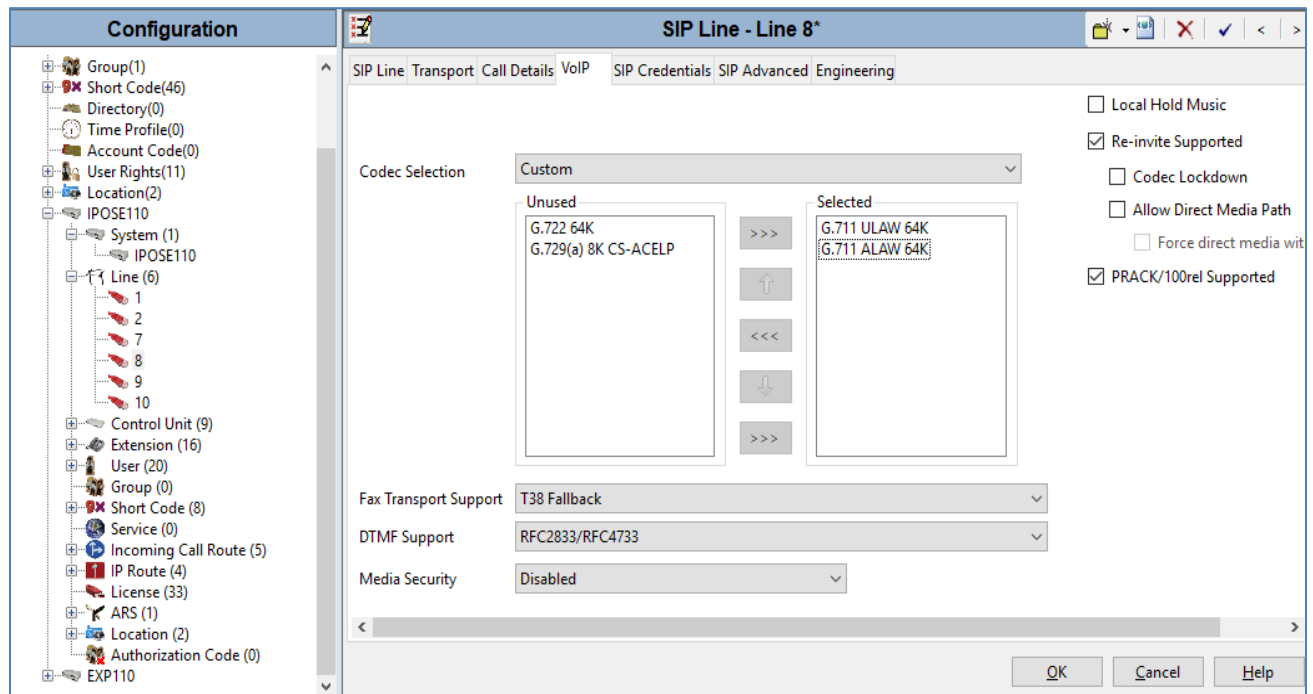 Configuration
Group(1)
Short Code(46)
Directory(0)
Time Profile(0)
Account Code(0)
User Rights(11)
Location(2)
IPOSE110
System (1)
IPOSE110
Line (6)
1
2
7
8
9
10
Control Unit (9)
Extension (16)
User (20)
Group (0)
Short Code (8)
Service (0)
Incoming Call Route (5)
IP Route (4)
License (33)
ARS (1)
Location (2)
Authorization Code (0)
EXP110
SIP Line - Line 8*
SIP Line Transport Call Details VoIP SIP Credentials SIP Advanced Engineering
Local Hold Music
Re-invite Supported
Codec Lockdown
Allow Direct Media Path
Force direct media wit
PRACK/100rel Supported
Codec Selection Custom
Unused
G.722 64K
G.729(a) 8K CS-ACELP
>>>
<<<
>>>
Selected
G.711 ULAW 64K
G.711 ALAW 64K
Fax Transport Support T38 Fallback
DTMF Support RFC2833/RFC4733
Media Security Disabled
OK Cancel Help